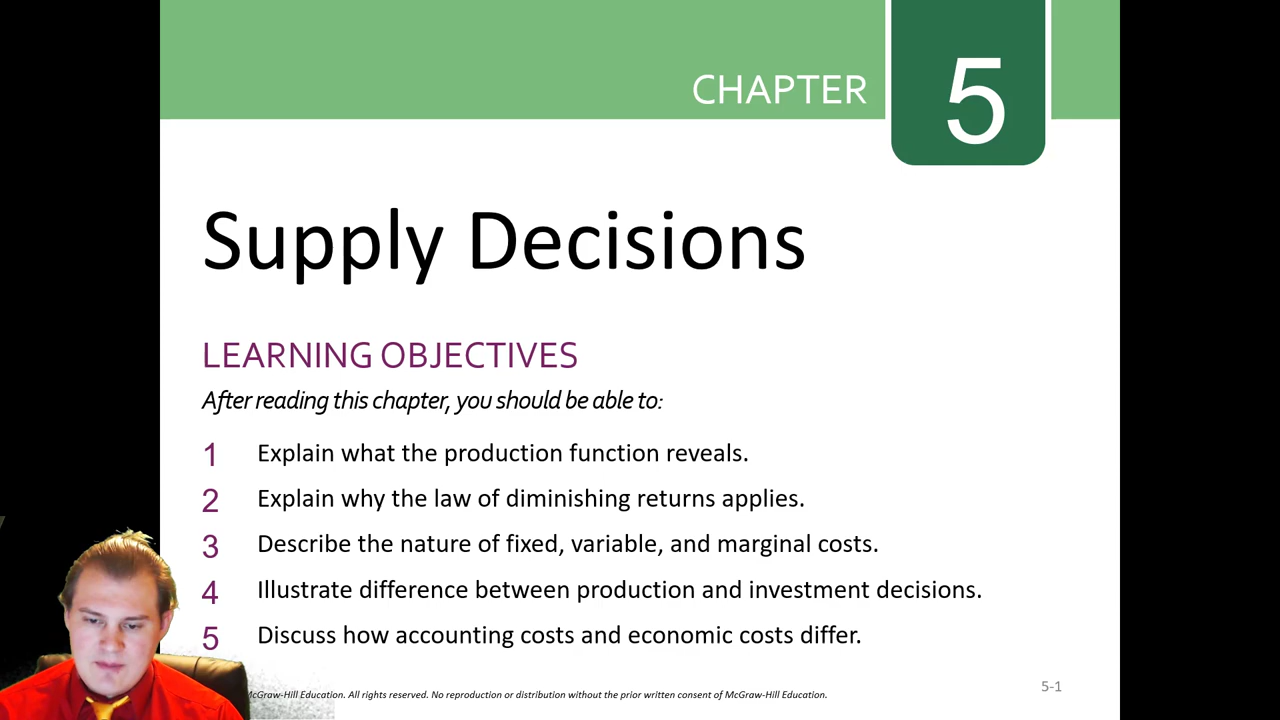 CHAPTER 5
Supply Decisions
LEARNING OBJECTIVES
After reading this chapter, you should be able to:
1 Explain what the production function reveals.
2 Explain why the law of diminishing returns applies.
3 Describe the nature of fixed, variable, and marginal costs.
4 Illustrate difference between production and investment decisions.
5 Discuss how accounting costs and economic costs differ.
McGraw-Hill Education. All rights reserved. No reproduction or distribution without the prior written consent of McGraw-Hill Education.
5-1